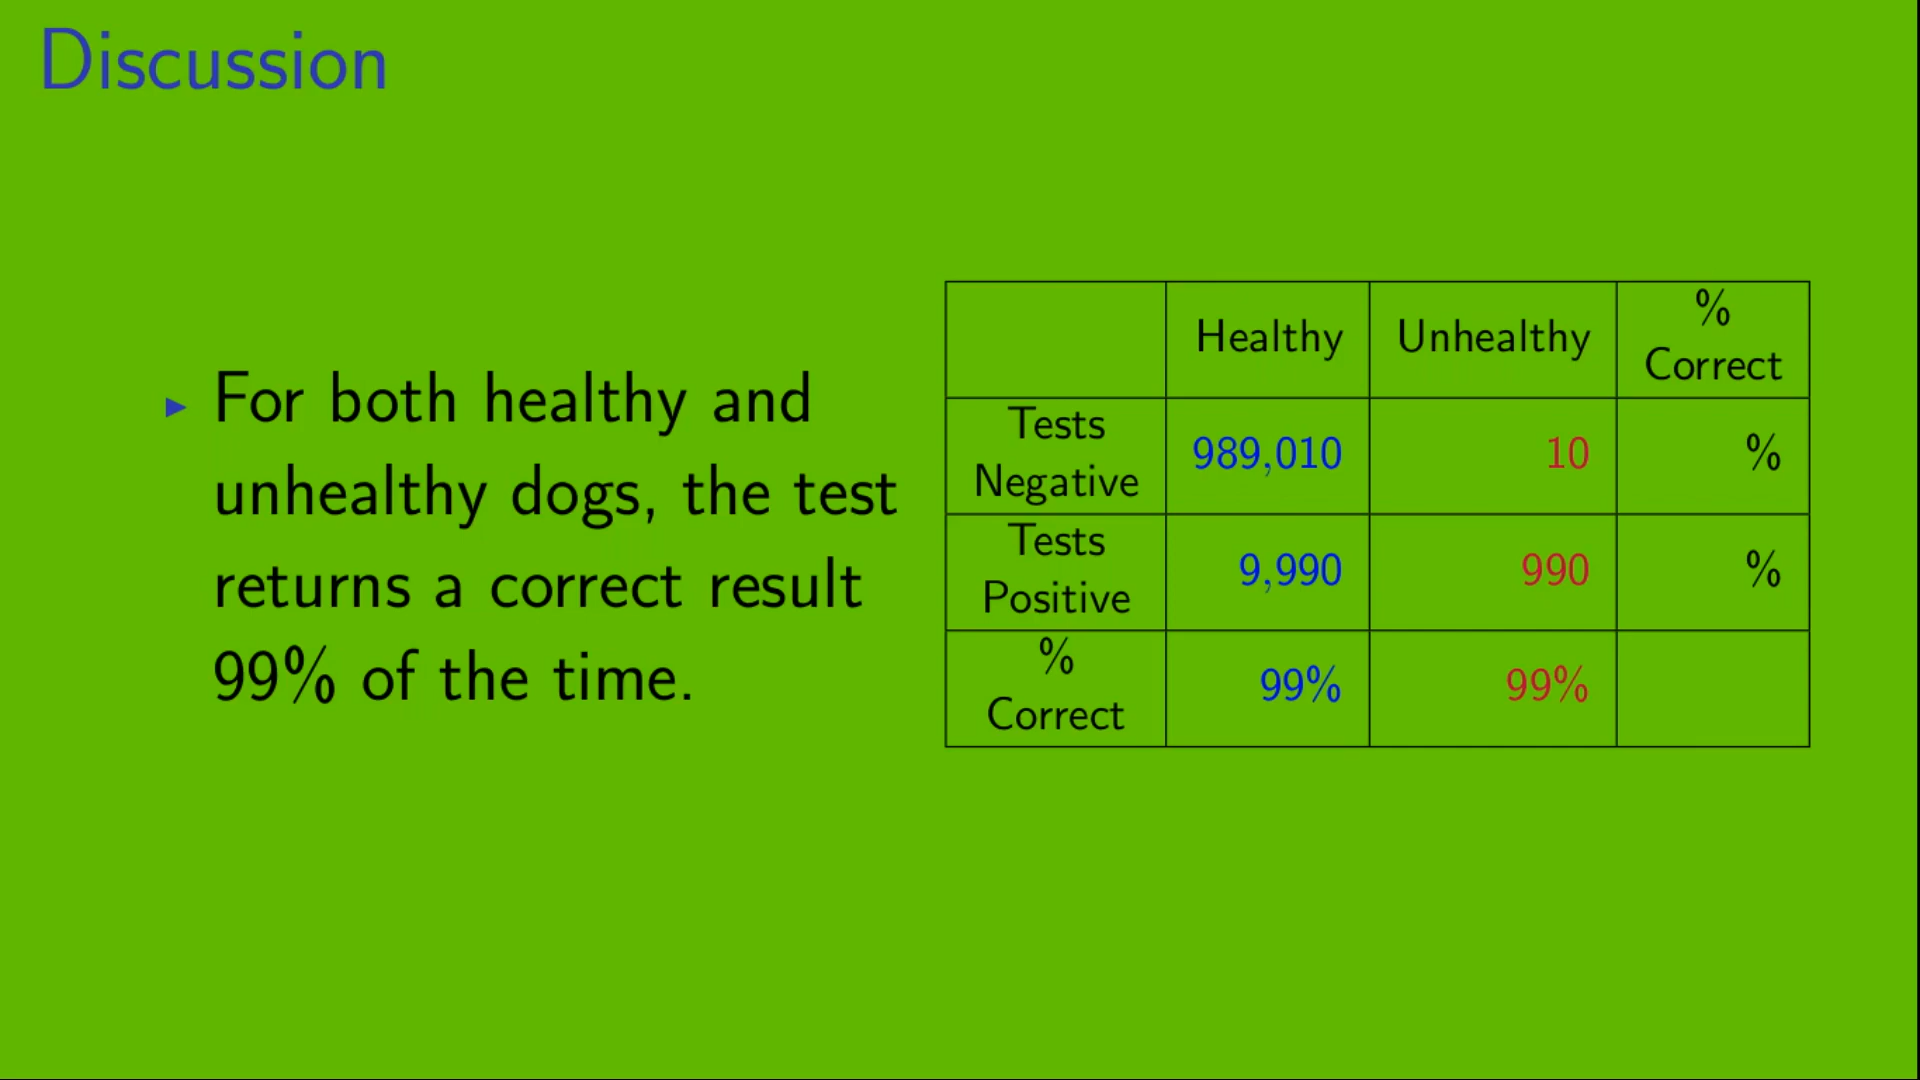 Discussion
▶ For both healthy and
unhealthy dogs, the test
returns a correct result
99% of the time.
Healthy Unhealthy % Correct
Tests Negative 989,010 10 %
Tests Positive 9,990 990 %
% Correct 99% 99%